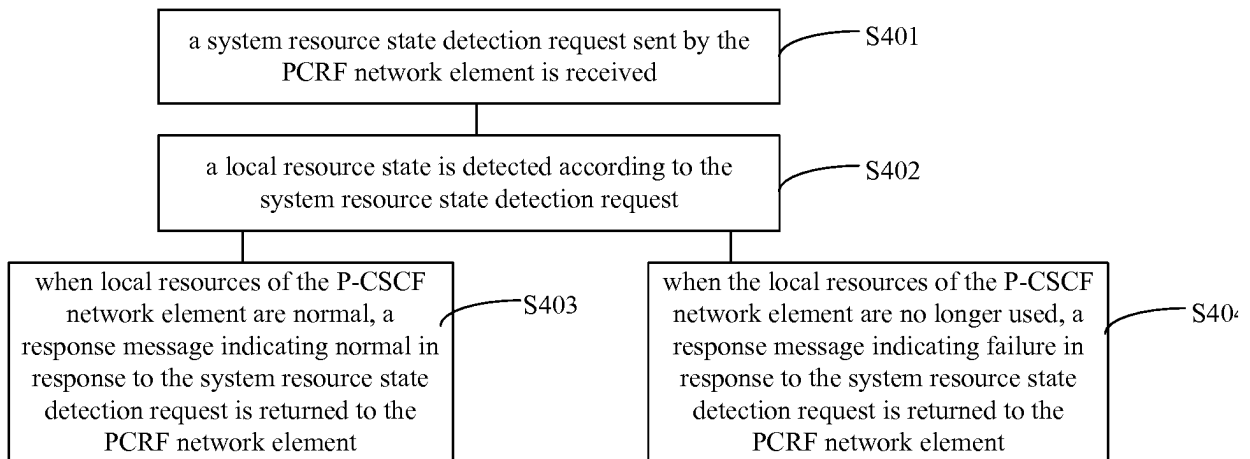 a system resource state detection request sent by the
PCRF network element is received
S401
a local resource state is detected according to the
system resource state detection request
S402
when local resources of the P-CSCF
network element are normal, a
response message indicating normal in
response to the system resource state
detection request is returned to the
PCRF network element
S403
when the local resources of the P-CSCF
network element are no longer used, a
response message indicating failure in
response to the system resource state
detection request is returned to the
PCRF network element
S404